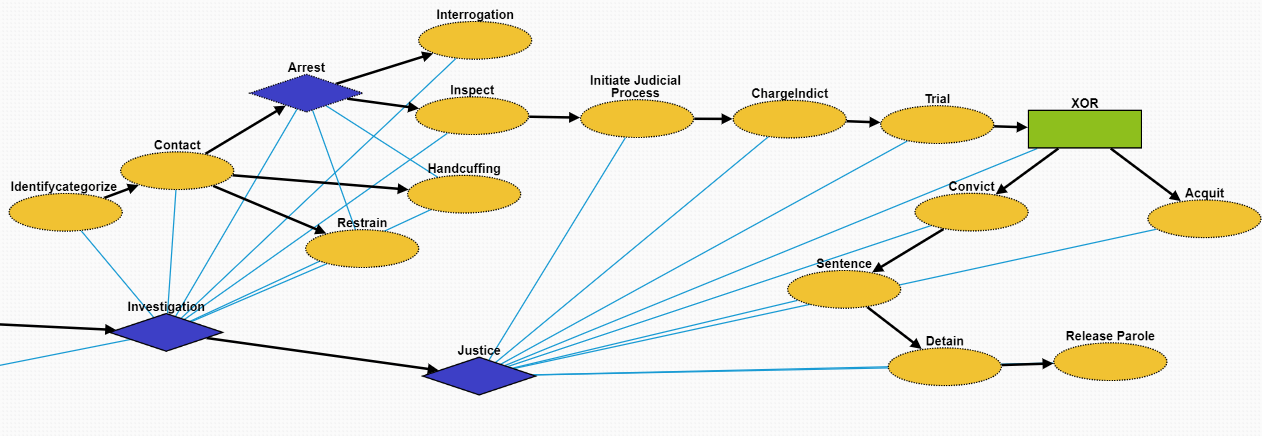 Interrogation
Arrest
Inspect
Initiate Judicial
Process
ChargeIndict
Trial
XOR
Contact
Handcuffing
Identifycategorize
Convict
Acquit
Restrain
Sentence
Investigation
Justice
Detain
Release Parole